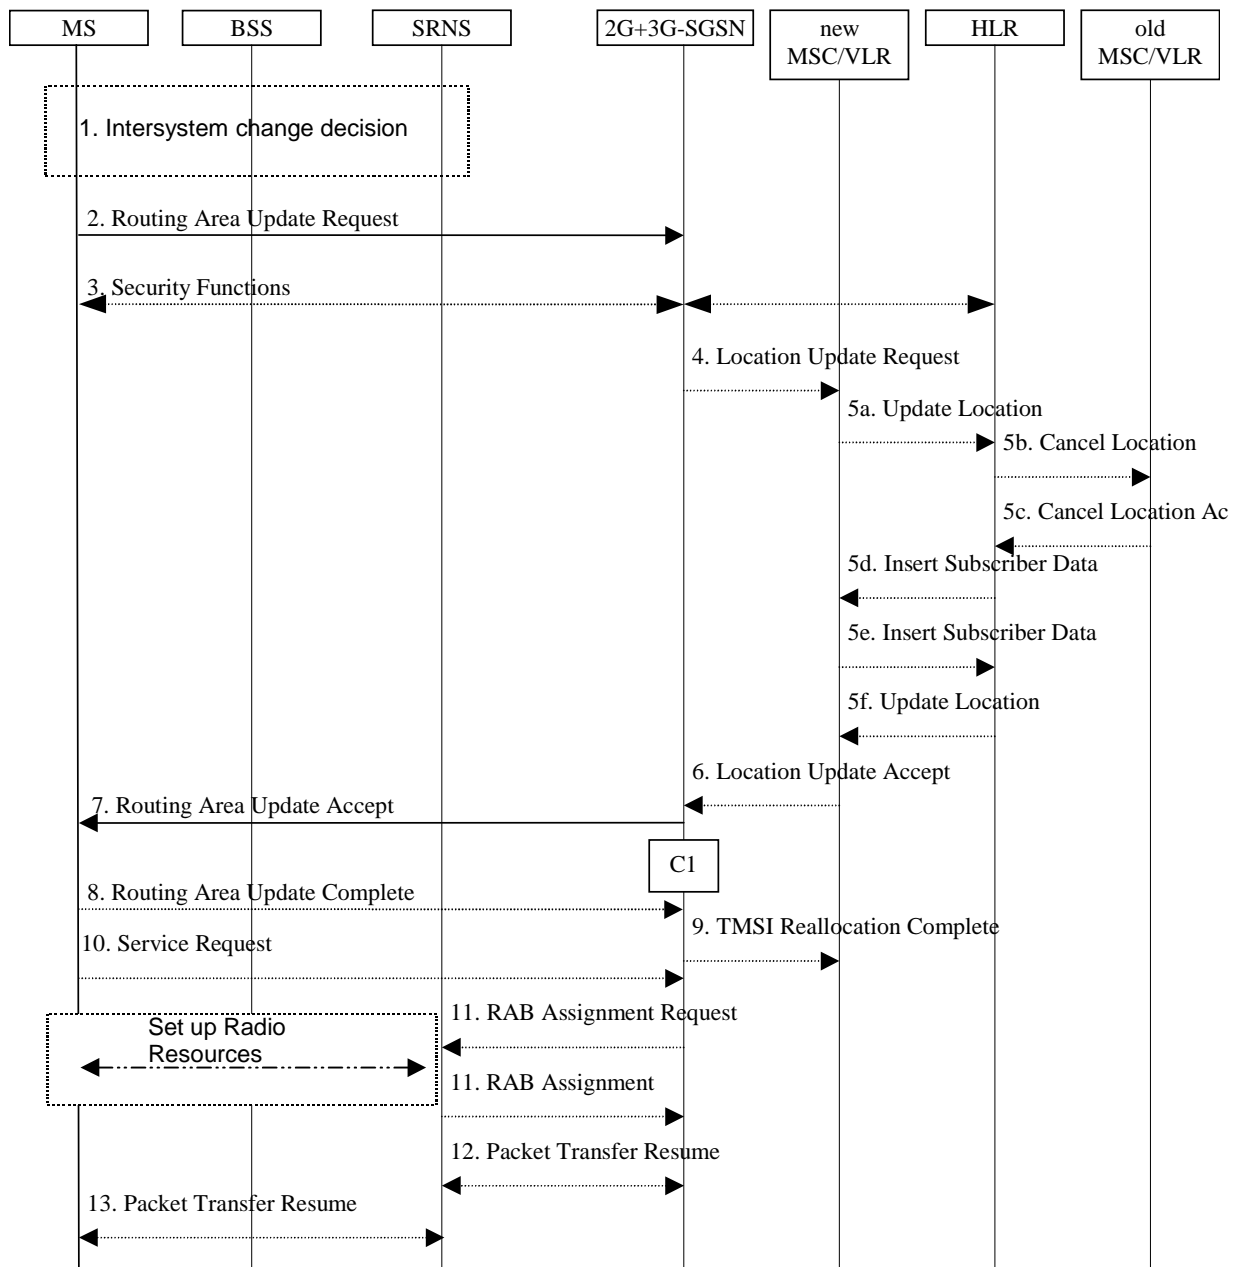 MS BSS SRNS 2G+3G-SGSN new MSC/VLR HLR old MSC/VLR
1. Intersystem change decision
2. Routing Area Update Request
3. Security Functions
4. Location Update Request
5a. Update Location
5b. Cancel Location
5c. Cancel Location Ac
5d. Insert Subscriber Data
5e. Insert Subscriber Data
5f. Update Location
6. Location Update Accept
7. Routing Area Update Accept
C1
8. Routing Area Update Complete
9. TMSI Reallocation Complete
10. Service Request
11. RAB Assignment Request
Set up Radio
Resources
11. RAB Assignment
12. Packet Transfer Resume
13. Packet Transfer Resume